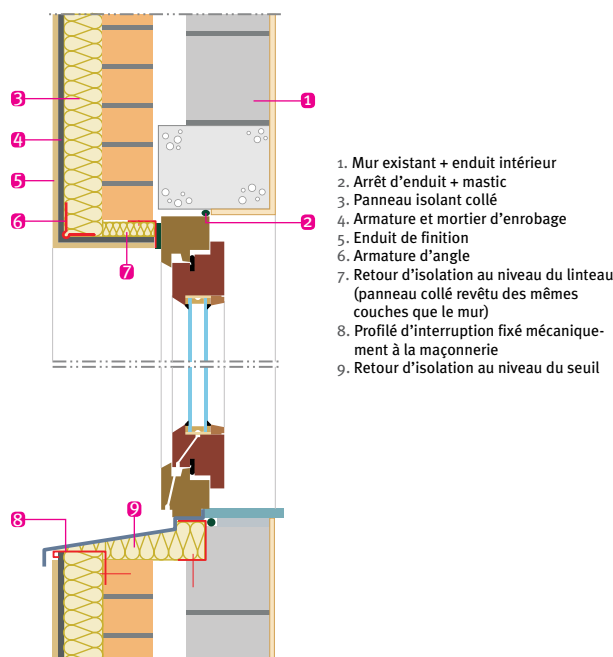 3
1
4
5
6
2
7
1. Mur existant + enduit intérieur
2. Arrêt d'enduit + mastic
3. Panneau isolant collé
4. Armature et mortier d'enrobage
5. Enduit de finition
6. Armature d'angle
7. Retour d'isolation au niveau du linteau
(panneau collé revêtu des mêmes
couches que le mur)
8. Profilé d'interruption fixé mécanique-
ment à la maçonnerie
9. Retour d'isolation au niveau du seuil
9
8